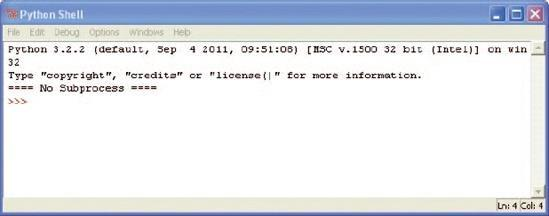 Python Shell
File Edit Debug Options Windows Help
Python 3.2.2 (default, Sep  4 2011, 09:51:08) [MSC v.1500 32 bit (Intel)] on win
32
Type "copyright", "credits" or "license()" for more information.
==== No Subprocess ====
>>>
Ln: 4 Col: 4